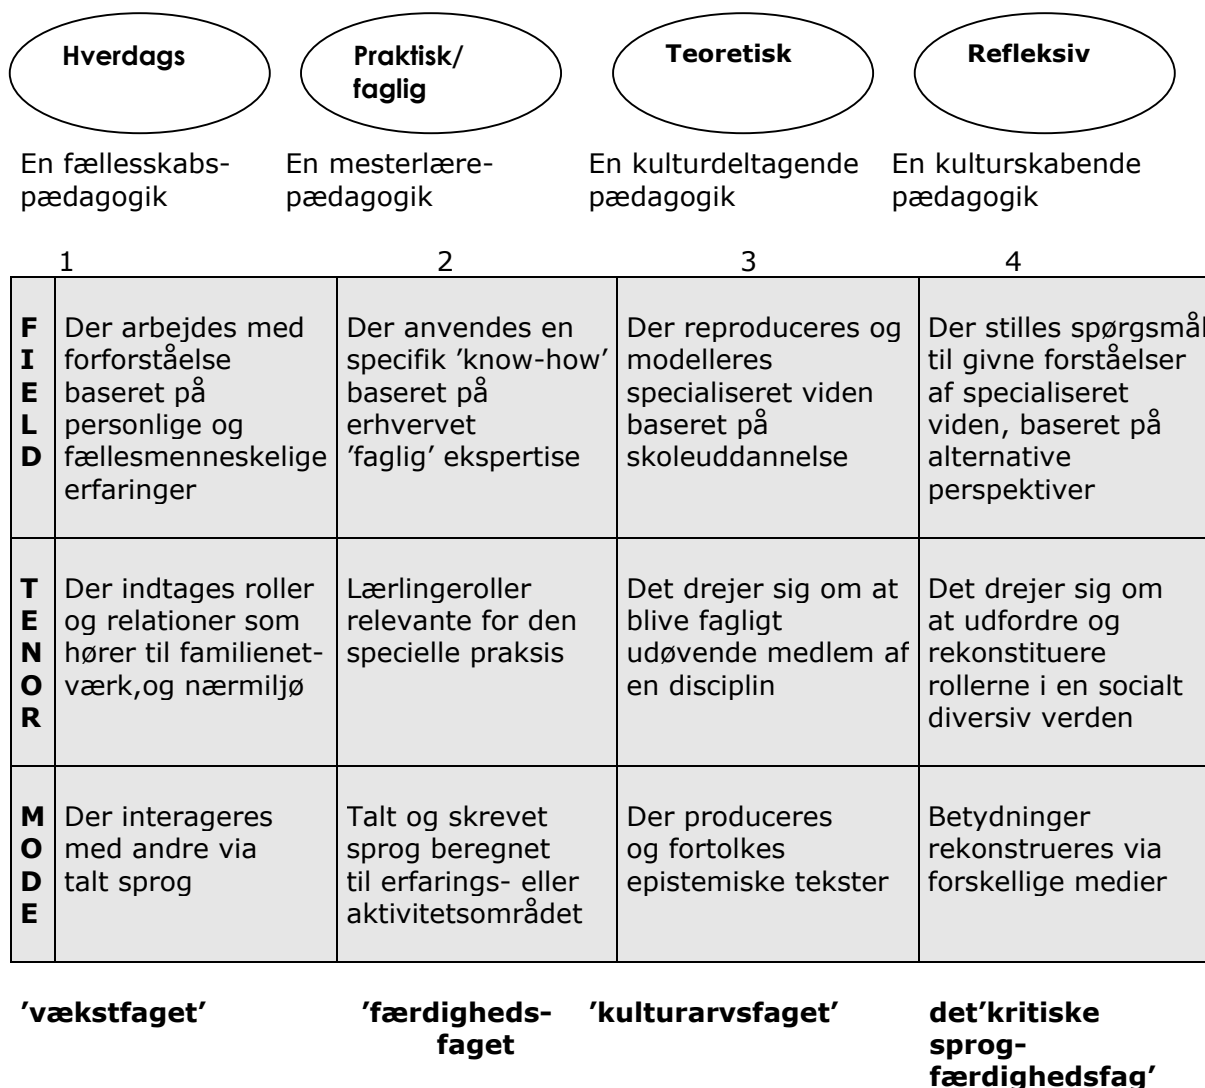 Hverdags
Praktisk/
faglig
Teoretisk
Refleksiv
En fællesskabs-
pædagogik
En mesterlære-
pædagogik
En kulturdeltagende
pædagogik
En kulturskabende
pædagogik
1
2
3
4
FIELD
Der arbejdes med
forforståelse
baseret på
personlige og
fællesmenneskelige
erfaringer
Der anvendes en
specifik ’know-how’
baseret på
erhvervet
’faglig’ ekspertise
Der reproduceres og
modelleres
specialiseret viden
baseret på
skoleuddannelse
Der stilles spørgsmål
til givne forståelser
af specialiseret
viden, baseret på
alternative
perspektiver
TENOR
Der indtages roller
og relationer som
hører til familienet-
værk,og nærmiljø
Lærlingeroller
relevante for den
specielle praksis
Det drejer sig om at
blive fagligt
udøvende medlem af
en disciplin
Det drejer sig om
at udfordre og
rekonstituere
rollerne i en socialt
diversiv verden
MODE
Der interageres
med andre via
talt sprog
Talt og skrevet
sprog beregnet
til erfarings- eller
aktivitetsområdet
Der produceres
og fortolkes
epistemiske tekster
Betydninger
rekonstrueres via
forskellige medier
’vækstfaget’
’færdigheds-
faget
’kulturarvsfaget’
det’kritiske
sprog-
færdighedsfag’